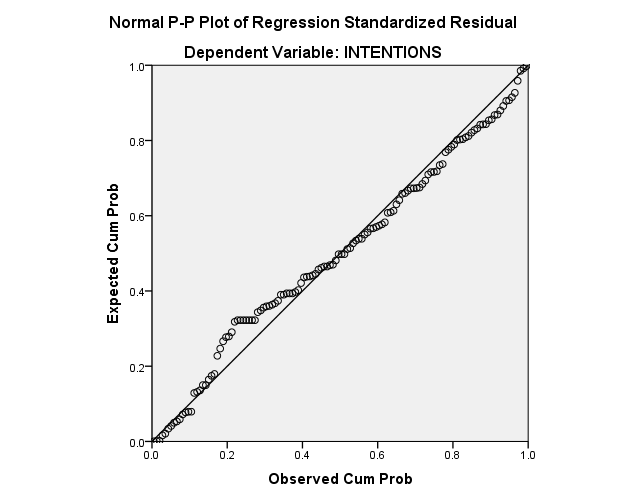 Normal P-P Plot of Regression Standardized Residual
Dependent Variable: INTENTIONS
1.0
0.8
0.6
0.4
0.2
0.0
Expected Cum Prob
0.0 0.2 0.4 0.6 0.8 1.0
Observed Cum Prob